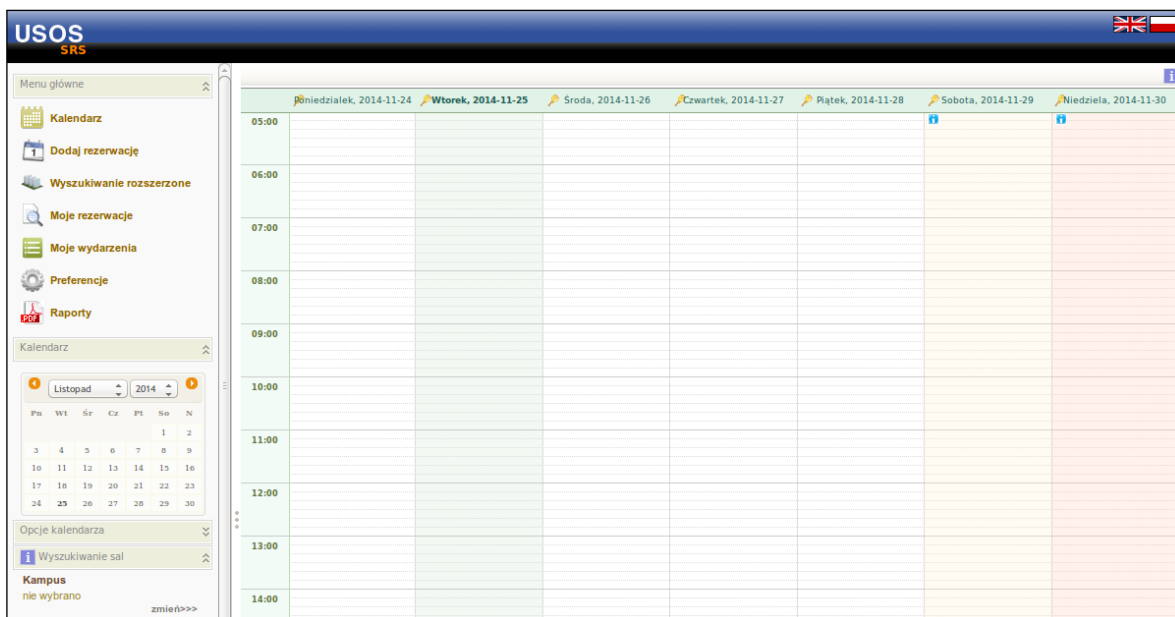 USOS
SRS
Menu główne
Kalendarz
Dodaj rezerwację
Wyszukiwanie rozszerzone
Moje rezerwacje
Moje wydarzenia
Preferencje
PDF
Raporty
Kalendarz
Listopad 2014
Pn Wt Śr Cz Pt So N
1 2
3 4 5 6 7 8 9
10 11 12 13 14 15 16
17 18 19 20 21 22 23
24 25 26 27 28 29 30
Opcje kalendarza
i Wyszukiwanie sal
Kampus
nie wybrano
zmień>>>
i
Poniedzialek, 2014-11-24 Wtorek, 2014-11-25 Środa, 2014-11-26 Czwartek, 2014-11-27 Piątek, 2014-11-28 Sobota, 2014-11-29 Niedziela, 2014-11-30
05:00 i i
06:00
07:00
08:00
09:00
10:00
11:00
12:00
13:00
14:00